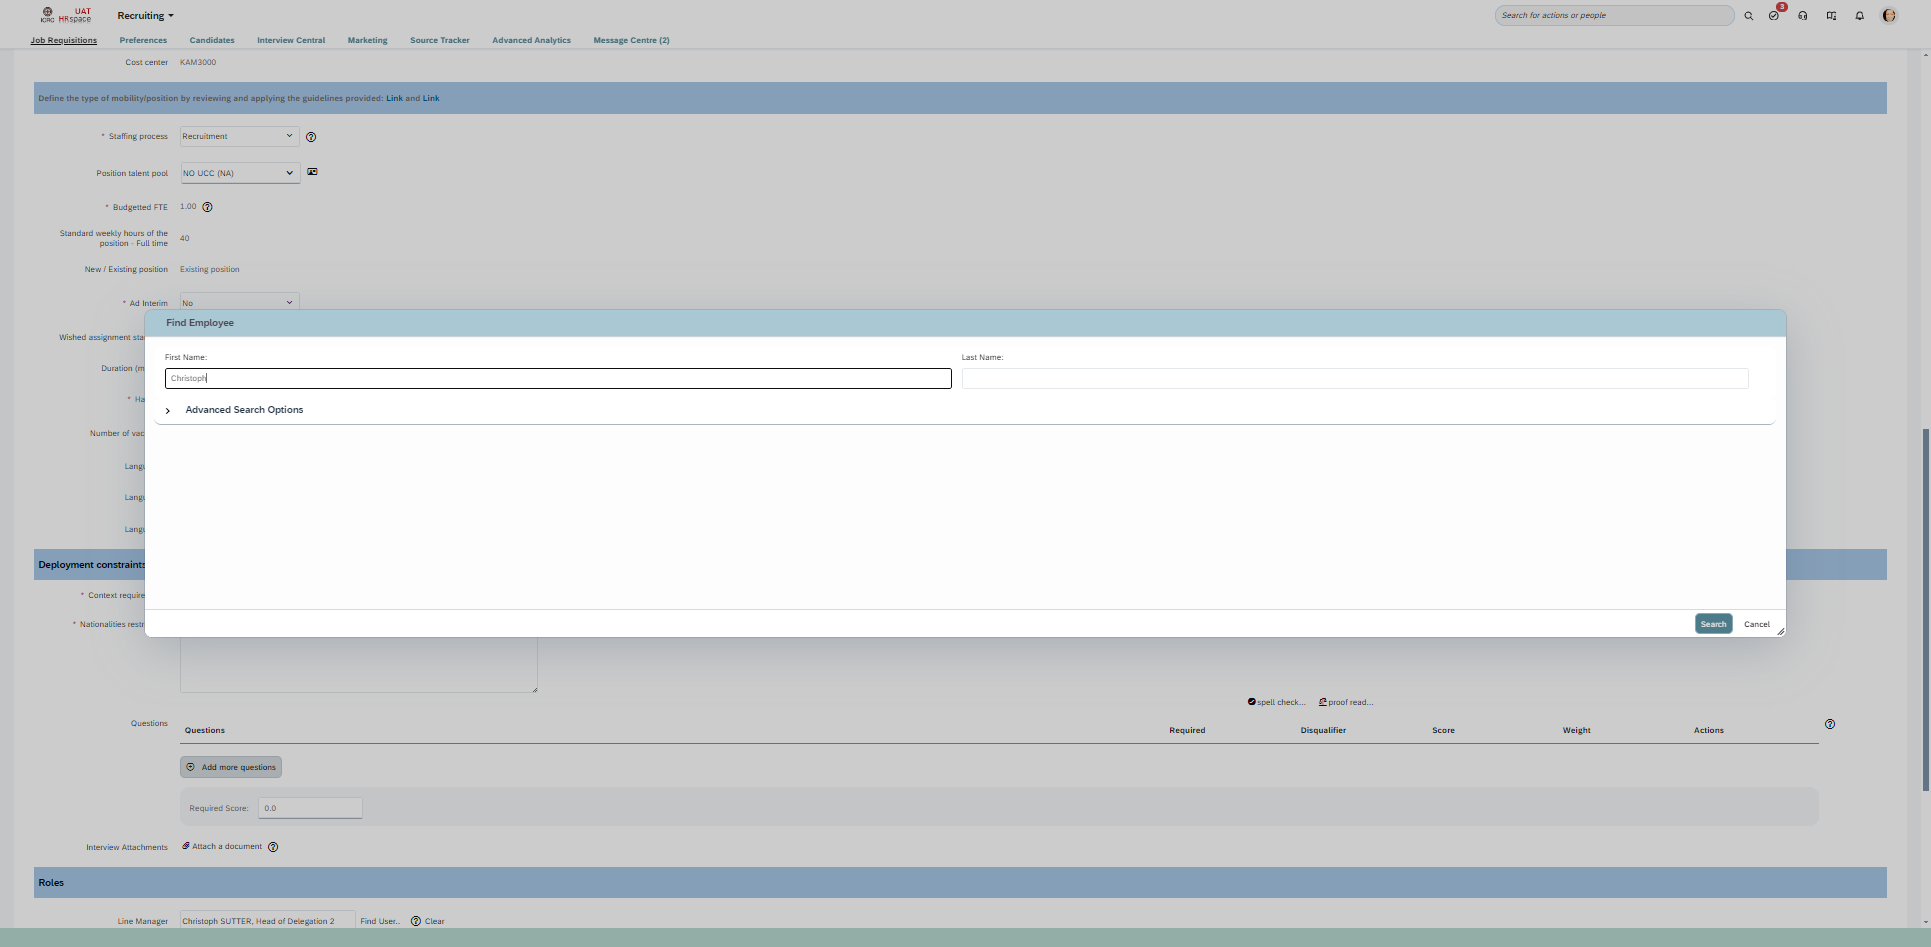 UAT
ICRC HRspace
Recruiting
Search for actions or people
3
Job Requisitions
Preferences
Candidates
Interview Central
Marketing
Source Tracker
Advanced Analytics
Message Centre (2)
Cost center KAM3000
Define the type of mobility/position by reviewing and applying the guidelines provided: Link and Link
* Staffing process Recruitment
Position talent pool NO UCC (NA)
* Budgetted FTE 1.00
Standard weekly hours of the
position - Full time 40
New / Existing position Existing position
* Ad Interim No
Find Employee
Wished assignment sta
First Name: Last Name:
Duration (m
Christoph
* Ha
Advanced Search Options
Number of vac
Langu
Langu
Langu
Deployment constraints
* Context require
* Nationalities restr
Search Cancel
spell check... proof read...
Questions
Questions Required Disqualifier Score Weight Actions
Add more questions
Required Score: 0.0
Interview Attachments Attach a document
Roles
Line Manager Christoph SUTTER, Head of Delegation 2 Find User.. Clear